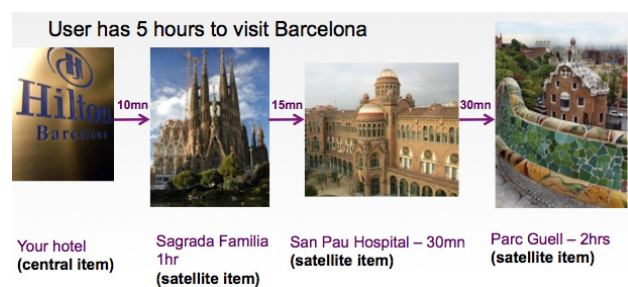 User has 5 hours to visit Barcelona
Hilton
Barcelona
10mn
15mn
30mn
Your hotel
(central item)
Sagrada Familia
1hr
(satellite item)
San Pau Hospital – 30mn
(satellite item)
Parc Guell – 2hrs
(satellite item)